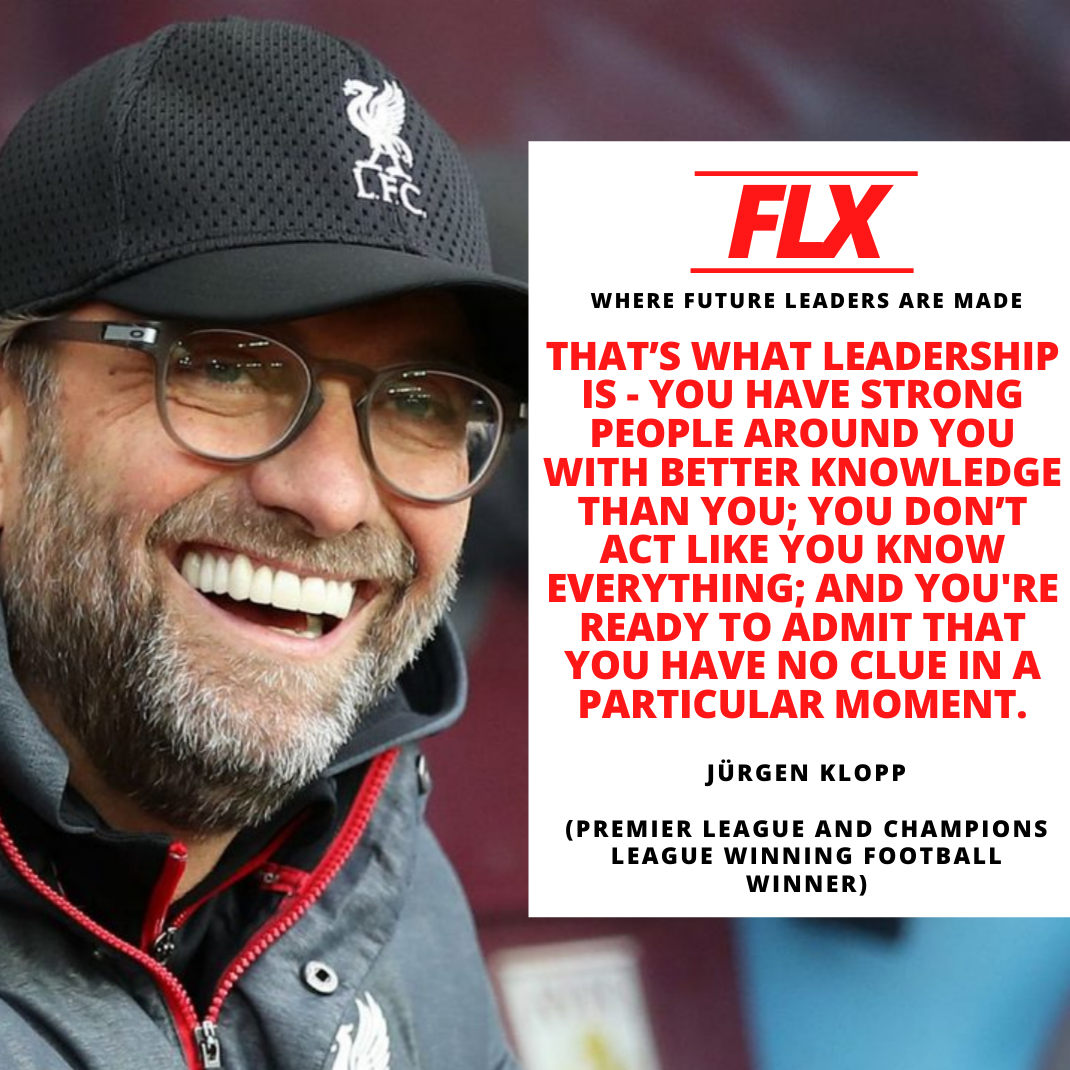 L.F.C.
FLX
WHERE FUTURE LEADERS ARE MADE
THAT’S WHAT LEADERSHIP
IS - YOU HAVE STRONG
PEOPLE AROUND YOU
WITH BETTER KNOWLEDGE
THAN YOU; YOU DON’T
ACT LIKE YOU KNOW
EVERYTHING; AND YOU'RE
READY TO ADMIT THAT
YOU HAVE NO CLUE IN A
PARTICULAR MOMENT.
JÜRGEN KLOPP
(PREMIER LEAGUE AND CHAMPIONS
LEAGUE WINNING FOOTBALL
WINNER)